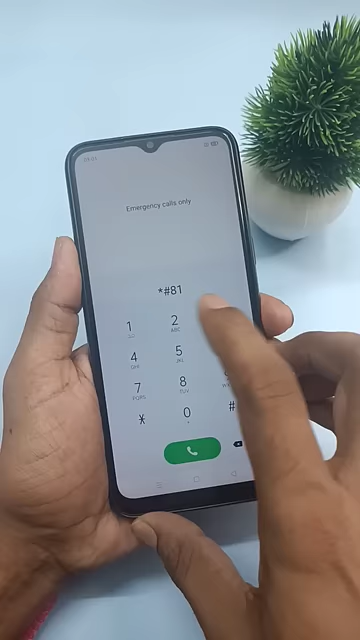 Emergency calls only
*#81
1 2
ABC
4 5
GHI JKL
7 8
PQRS TUV
* 0 #